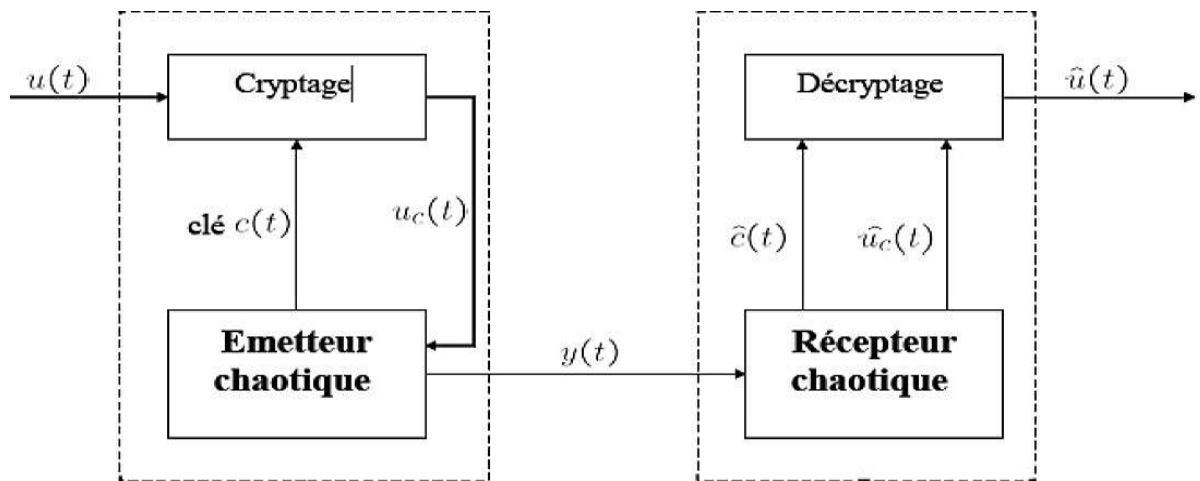 u(t)
Cryptage
Décryptage
û(t)
clé c(t)
u_c(t)
ĉ(t)
û_c(t)
Emetteur
chaotique
y(t)
Récepteur
chaotique